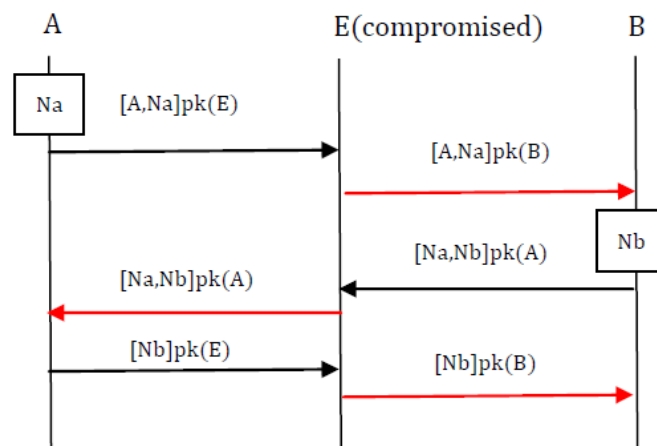 A
E(compromised)
B
Na
[A,Na]pk(E)
[A,Na]pk(B)
Nb
[Na,Nb]pk(A)
[Na,Nb]pk(A)
[Nb]pk(E)
[Nb]pk(B)